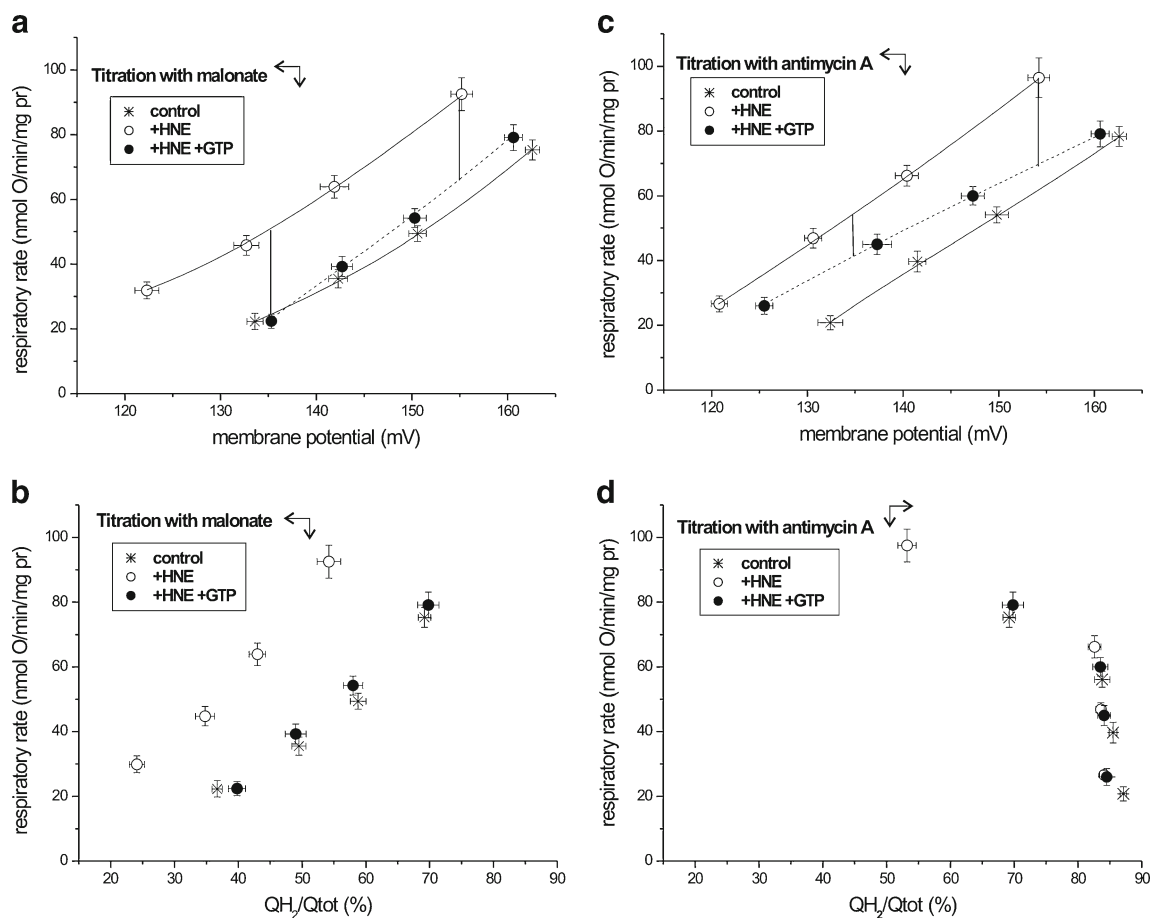 a
Titration with malonate
control
+HNE
+HNE +GTP
respiratory rate (nmol O/min/mg pr)
100
80
60
40
20
0
120 130 140 150 160
membrane potential (mV)
c
Titration with antimycin A
control
+HNE
+HNE +GTP
respiratory rate (nmol O/min/mg pr)
100
80
60
40
20
0
120 130 140 150 160
membrane potential (mV)
b
Titration with malonate
control
+HNE
+HNE +GTP
respiratory rate (nmol O/min/mg pr)
100
80
60
40
20
0
20 30 40 50 60 70 80 90
QH2/Qtot (%)
d
Titration with antimycin A
control
+HNE
+HNE +GTP
respiratory rate (nmol O/min/mg pr)
100
80
60
40
20
0
20 30 40 50 60 70 80 90
QH2/Qtot (%)